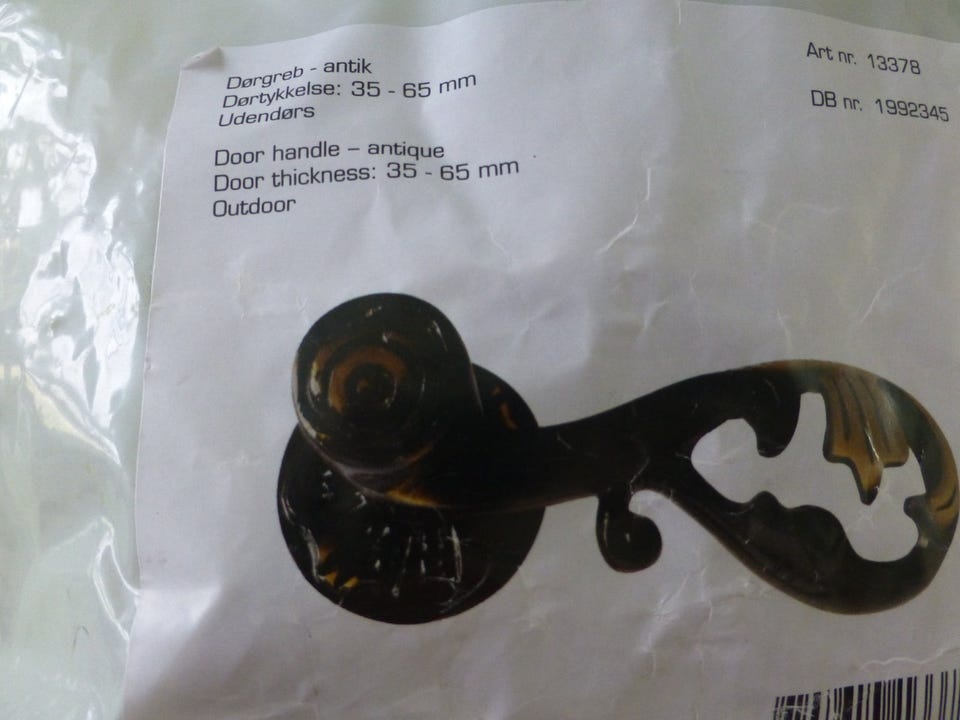 Dørgreb - antik
Dørtykkelse: 35 - 65 mm
Udendørs
Door handle – antique
Door thickness: 35 - 65 mm
Outdoor
Art nr. 13378
DB nr. 1992345